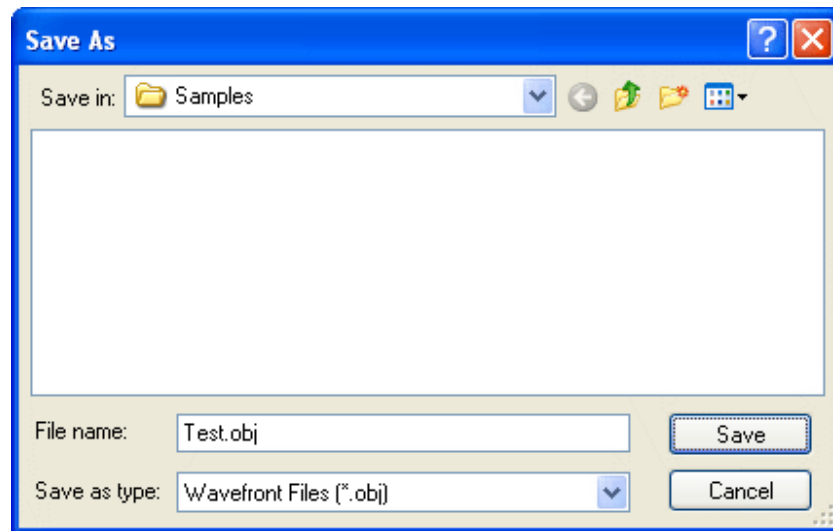 Save As
Save in: Samples
File name: Test.obj
Save
Save as type: Wavefront Files (*.obj)
Cancel